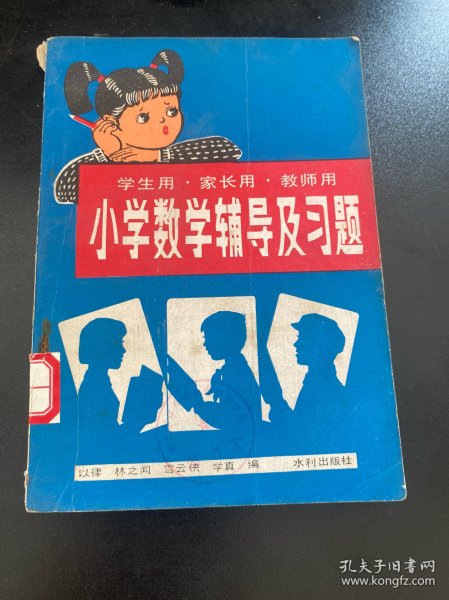 学生用·家长用·教师用
小学数学辅导及习题
以律 林之闻 雪云侠 学真 编 水利出版社
孔夫子旧书网
www.kongfz.com